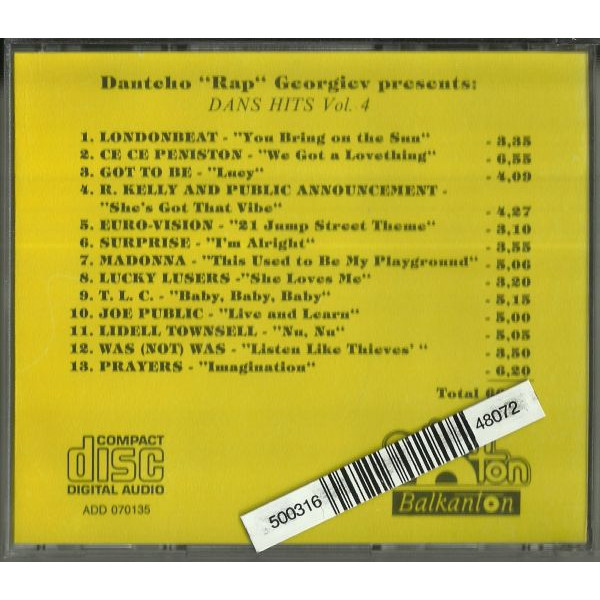 Dantcho "Rap" Georgiev presents:
DANS HITS Vol. 4
1. LONDONBEAT - "You Bring on the Sun" - 3,35
2. CE CE PENISTON - "We Got a Lovething" - 6,55
3. GOT TO BE - "Lucy" - 4,09
4. R. KELLY AND PUBLIC ANNOUNCEMENT -
"She's Got That Vibe" - 4,27
5. EURO-VISION - "21 Jump Street Theme" - 3,10
6. SURPRISE - "I'm Alright" - 3,55
7. MADONNA - "This Used to Be My Playground" - 5,06
8. LUCKY LUSERS - "She Loves Me" - 3,20
9. T. L. C. - "Baby, Baby, Baby" - 5,15
10. JOE PUBLIC - "Live and Learn" - 5,00
11. LIDELL TOWNSELL - "Nu, Nu" - 5,05
12. WAS (NOT) WAS - "Listen Like Thieves' " - 3,50
13. PRAYERS - "Imagination" - 6,20
Total
COMPACT
disc
DIGITAL AUDIO
ADD 070135
500316
48072
Balkanton